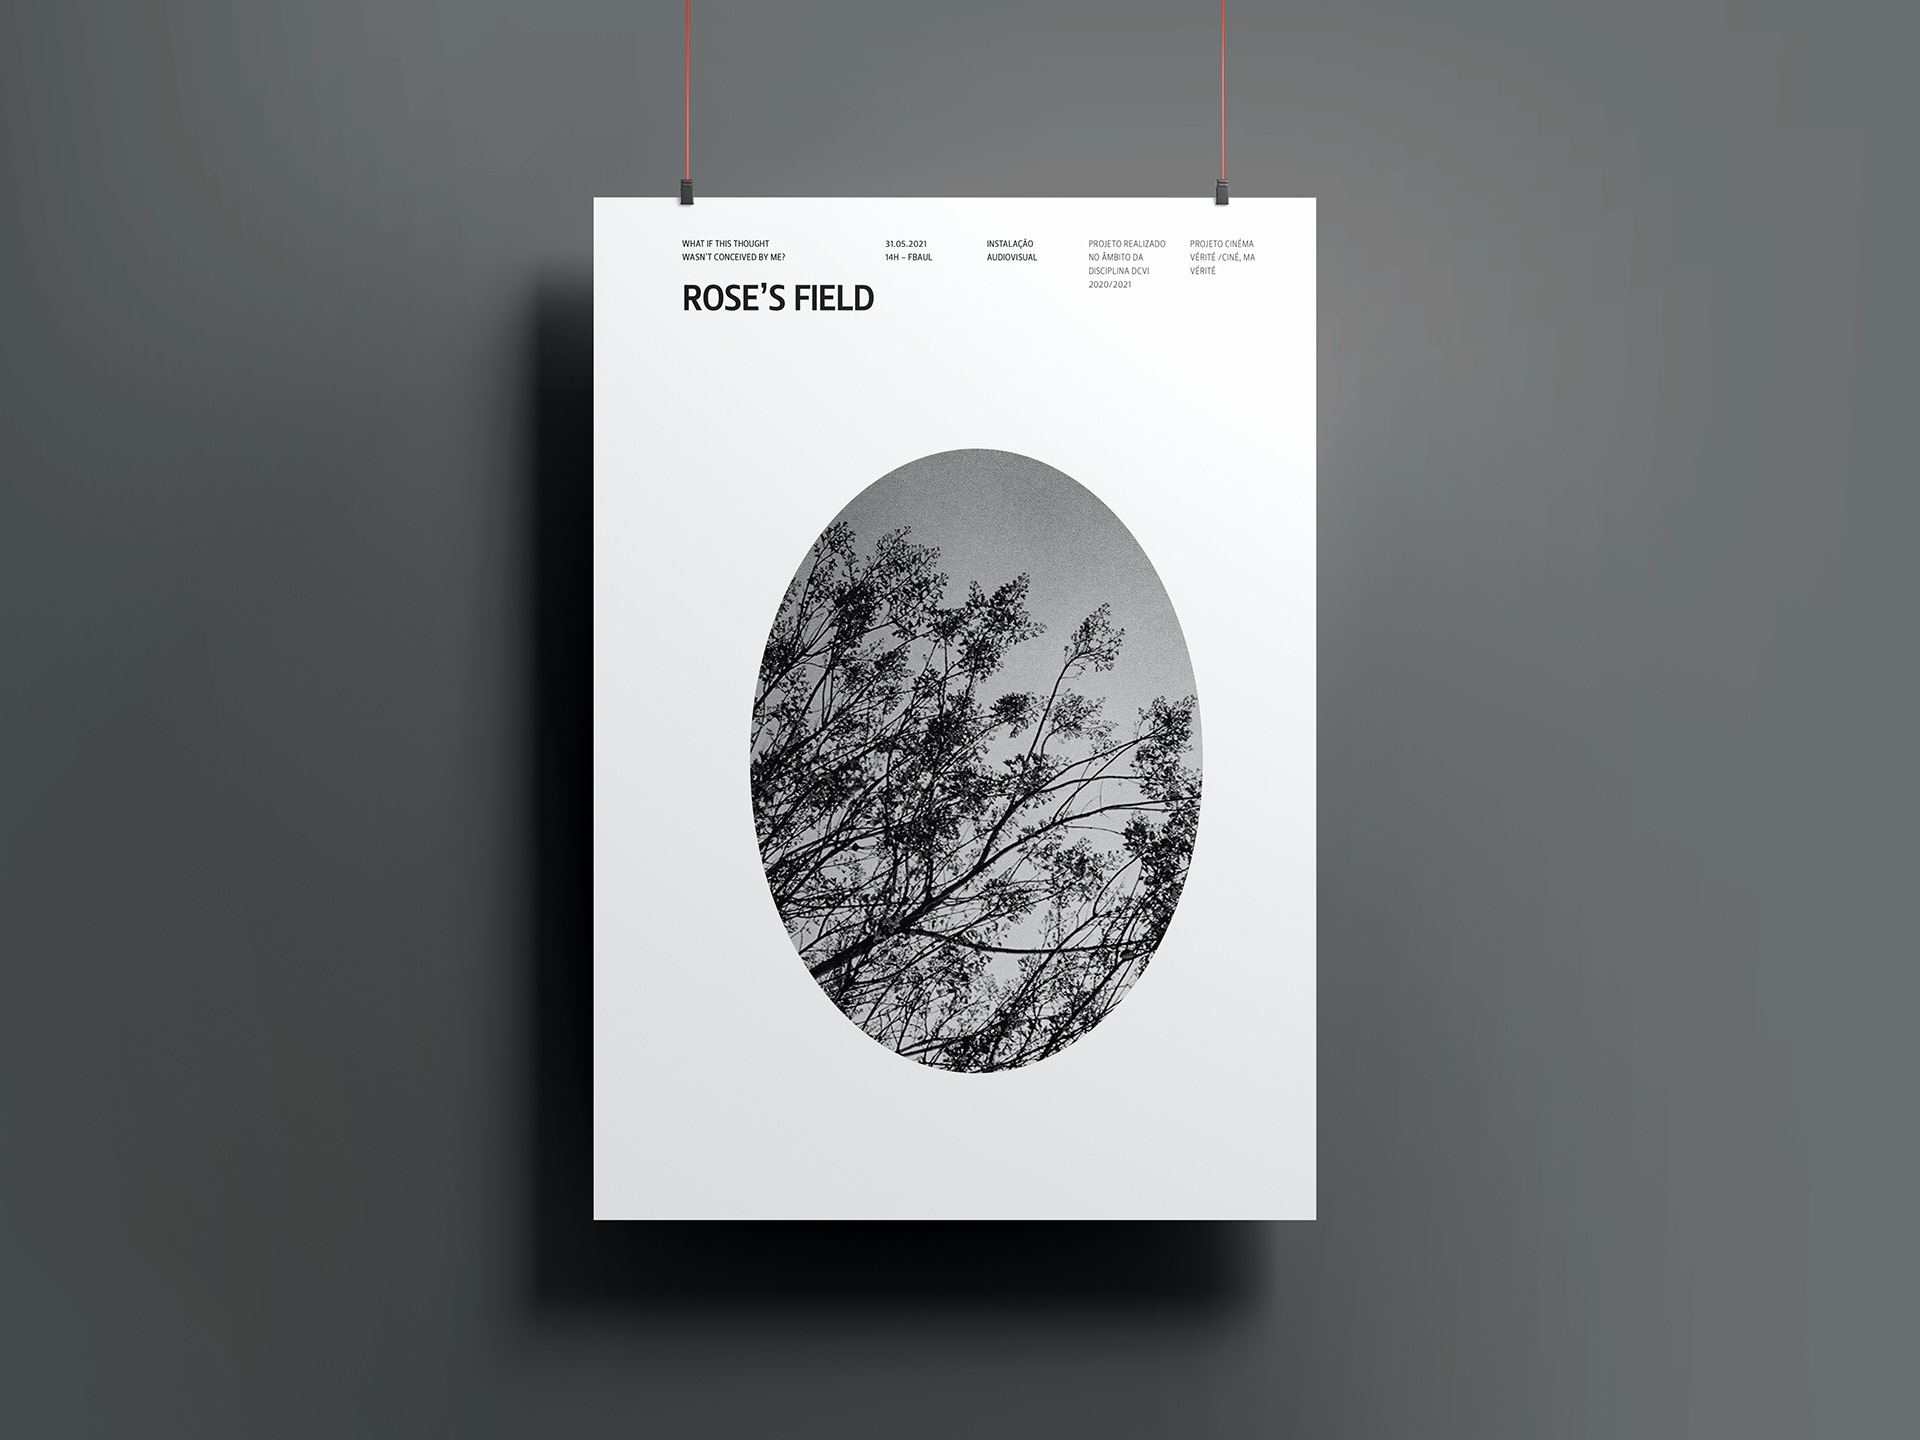 WHAT IF THIS THOUGHT
WASN'T CONCEIVED BY ME?
ROSE'S FIELD
31.05.2021
14H – FBAUL
INSTALAÇÃO
AUDIOVISUAL
PROJETO REALIZADO
NO ÂMBITO DA
DISCIPLINA DCVI
2020/2021
PROJETO CINÉMA
VÉRITÉ /CINÉ, MA
VÉRITÉ